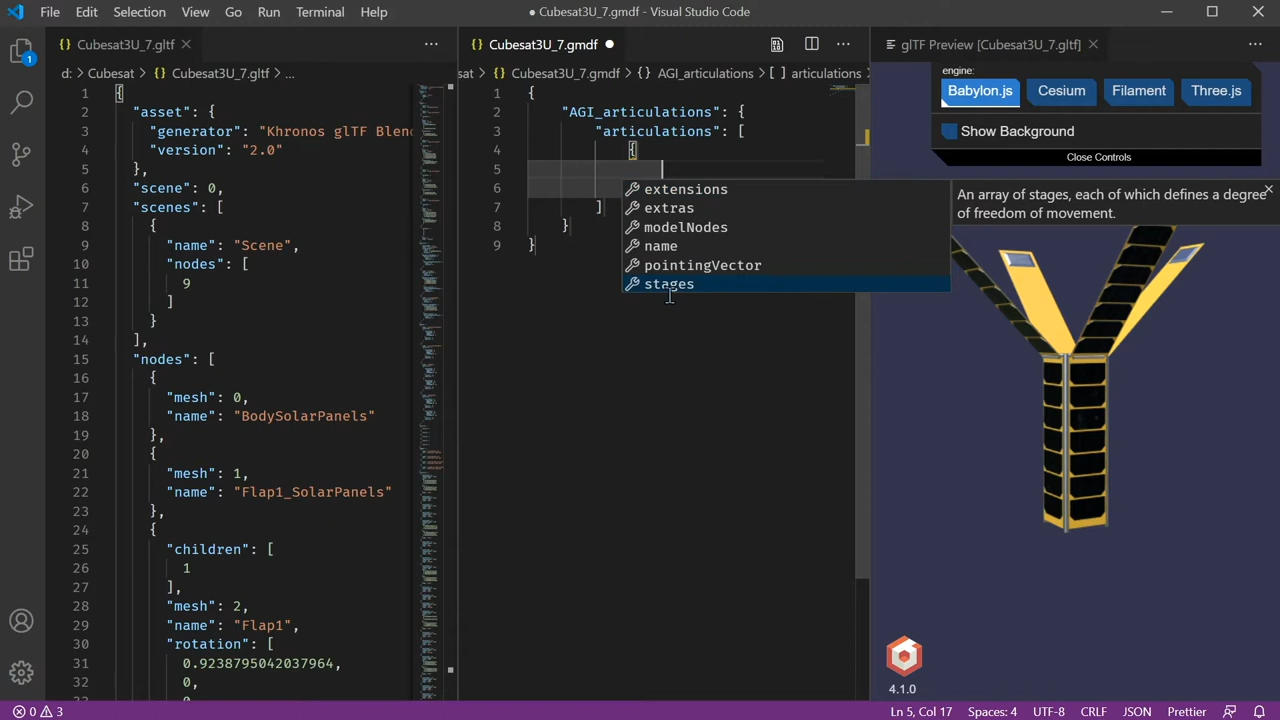 File Edit Selection View Go Run Terminal Help
● Cubesat3U_7.gmdf - Visual Studio Code
1
Cubesat3U_7.gltf
d: > Cubesat > Cubesat3U_7.gltf > ...
1 {
2 "asset": {
3 "generator": "Khronos glTF Blen
4 "version": "2.0"
5 },
6 "scene": 0,
7 "scenes": [
8 {
9 "name": "Scene",
10 "nodes": [
11 9
12 ]
13 }
14 ],
15 "nodes": [
16 {
17 "mesh": 0,
18 "name": "BodySolarPanels"
19 },
20 {
21 "mesh": 1,
22 "name": "Flap1_SolarPanels"
23 },
24 {
25 "children": [
26 1
27 ],
28 "mesh": 2,
29 "name": "Flap1",
30 "rotation": [
31 0.9238795042037964,
32 0,
33 0
Cubesat3U_7.gmdf ●
sat > Cubesat3U_7.gmdf > {} AGI_articulations > [ ] articulations >
1 {
2 "AGI_articulations": {
3 "articulations": [
4 {
5
6
7 ]
8 }
9 }
extensions
extras
modelNodes
name
pointingVector
stages
An array of stages, each of which defines a degree
of freedom of movement.
glTF Preview [Cubesat3U_7.gltf]
engine:
Babylon.js Cesium Filament Three.js
Show Background
Close Controls
4.1.0
0 3
Ln 5, Col 17 Spaces: 4 UTF-8 CRLF JSON Prettier